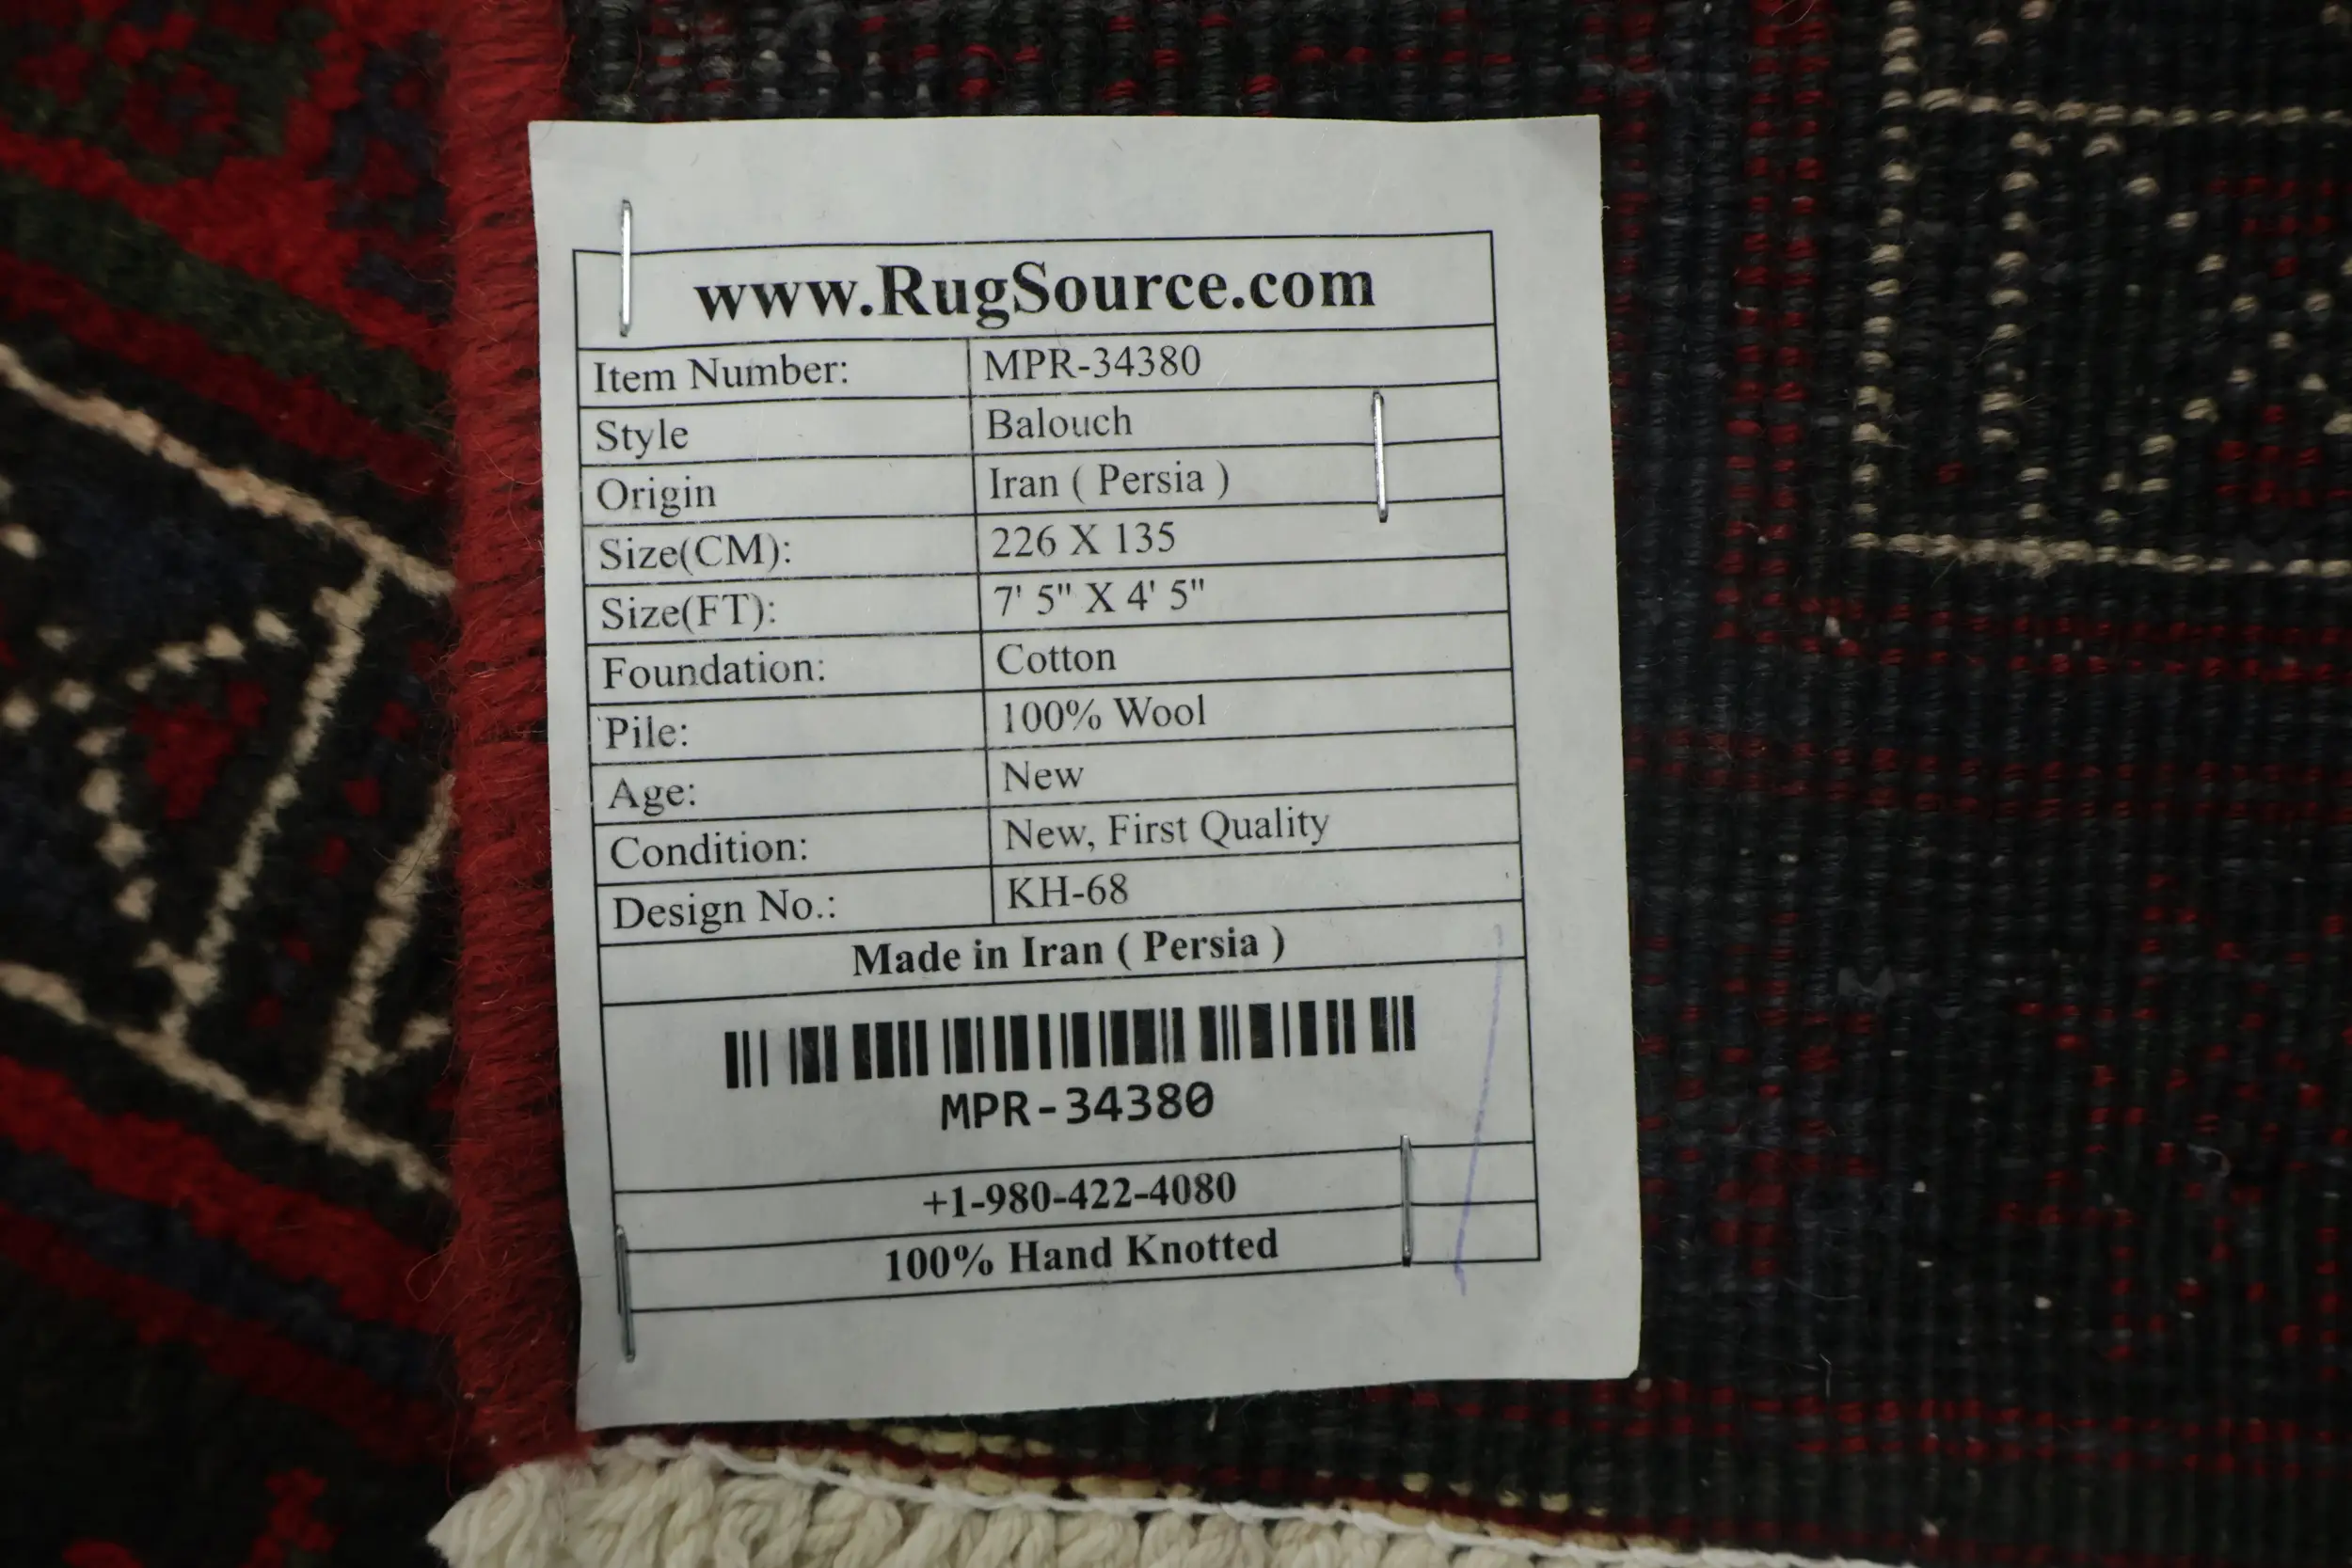 www.RugSource.com
Item Number: MPR-34380
Style Balouch
Origin Iran ( Persia )
Size(CM): 226 X 135
Size(FT): 7' 5" X 4' 5"
Foundation: Cotton
Pile: 100% Wool
Age: New
Condition: New, First Quality
Design No.: KH-68
Made in Iran ( Persia )
MPR-34380
+1-980-422-4080
100% Hand Knotted